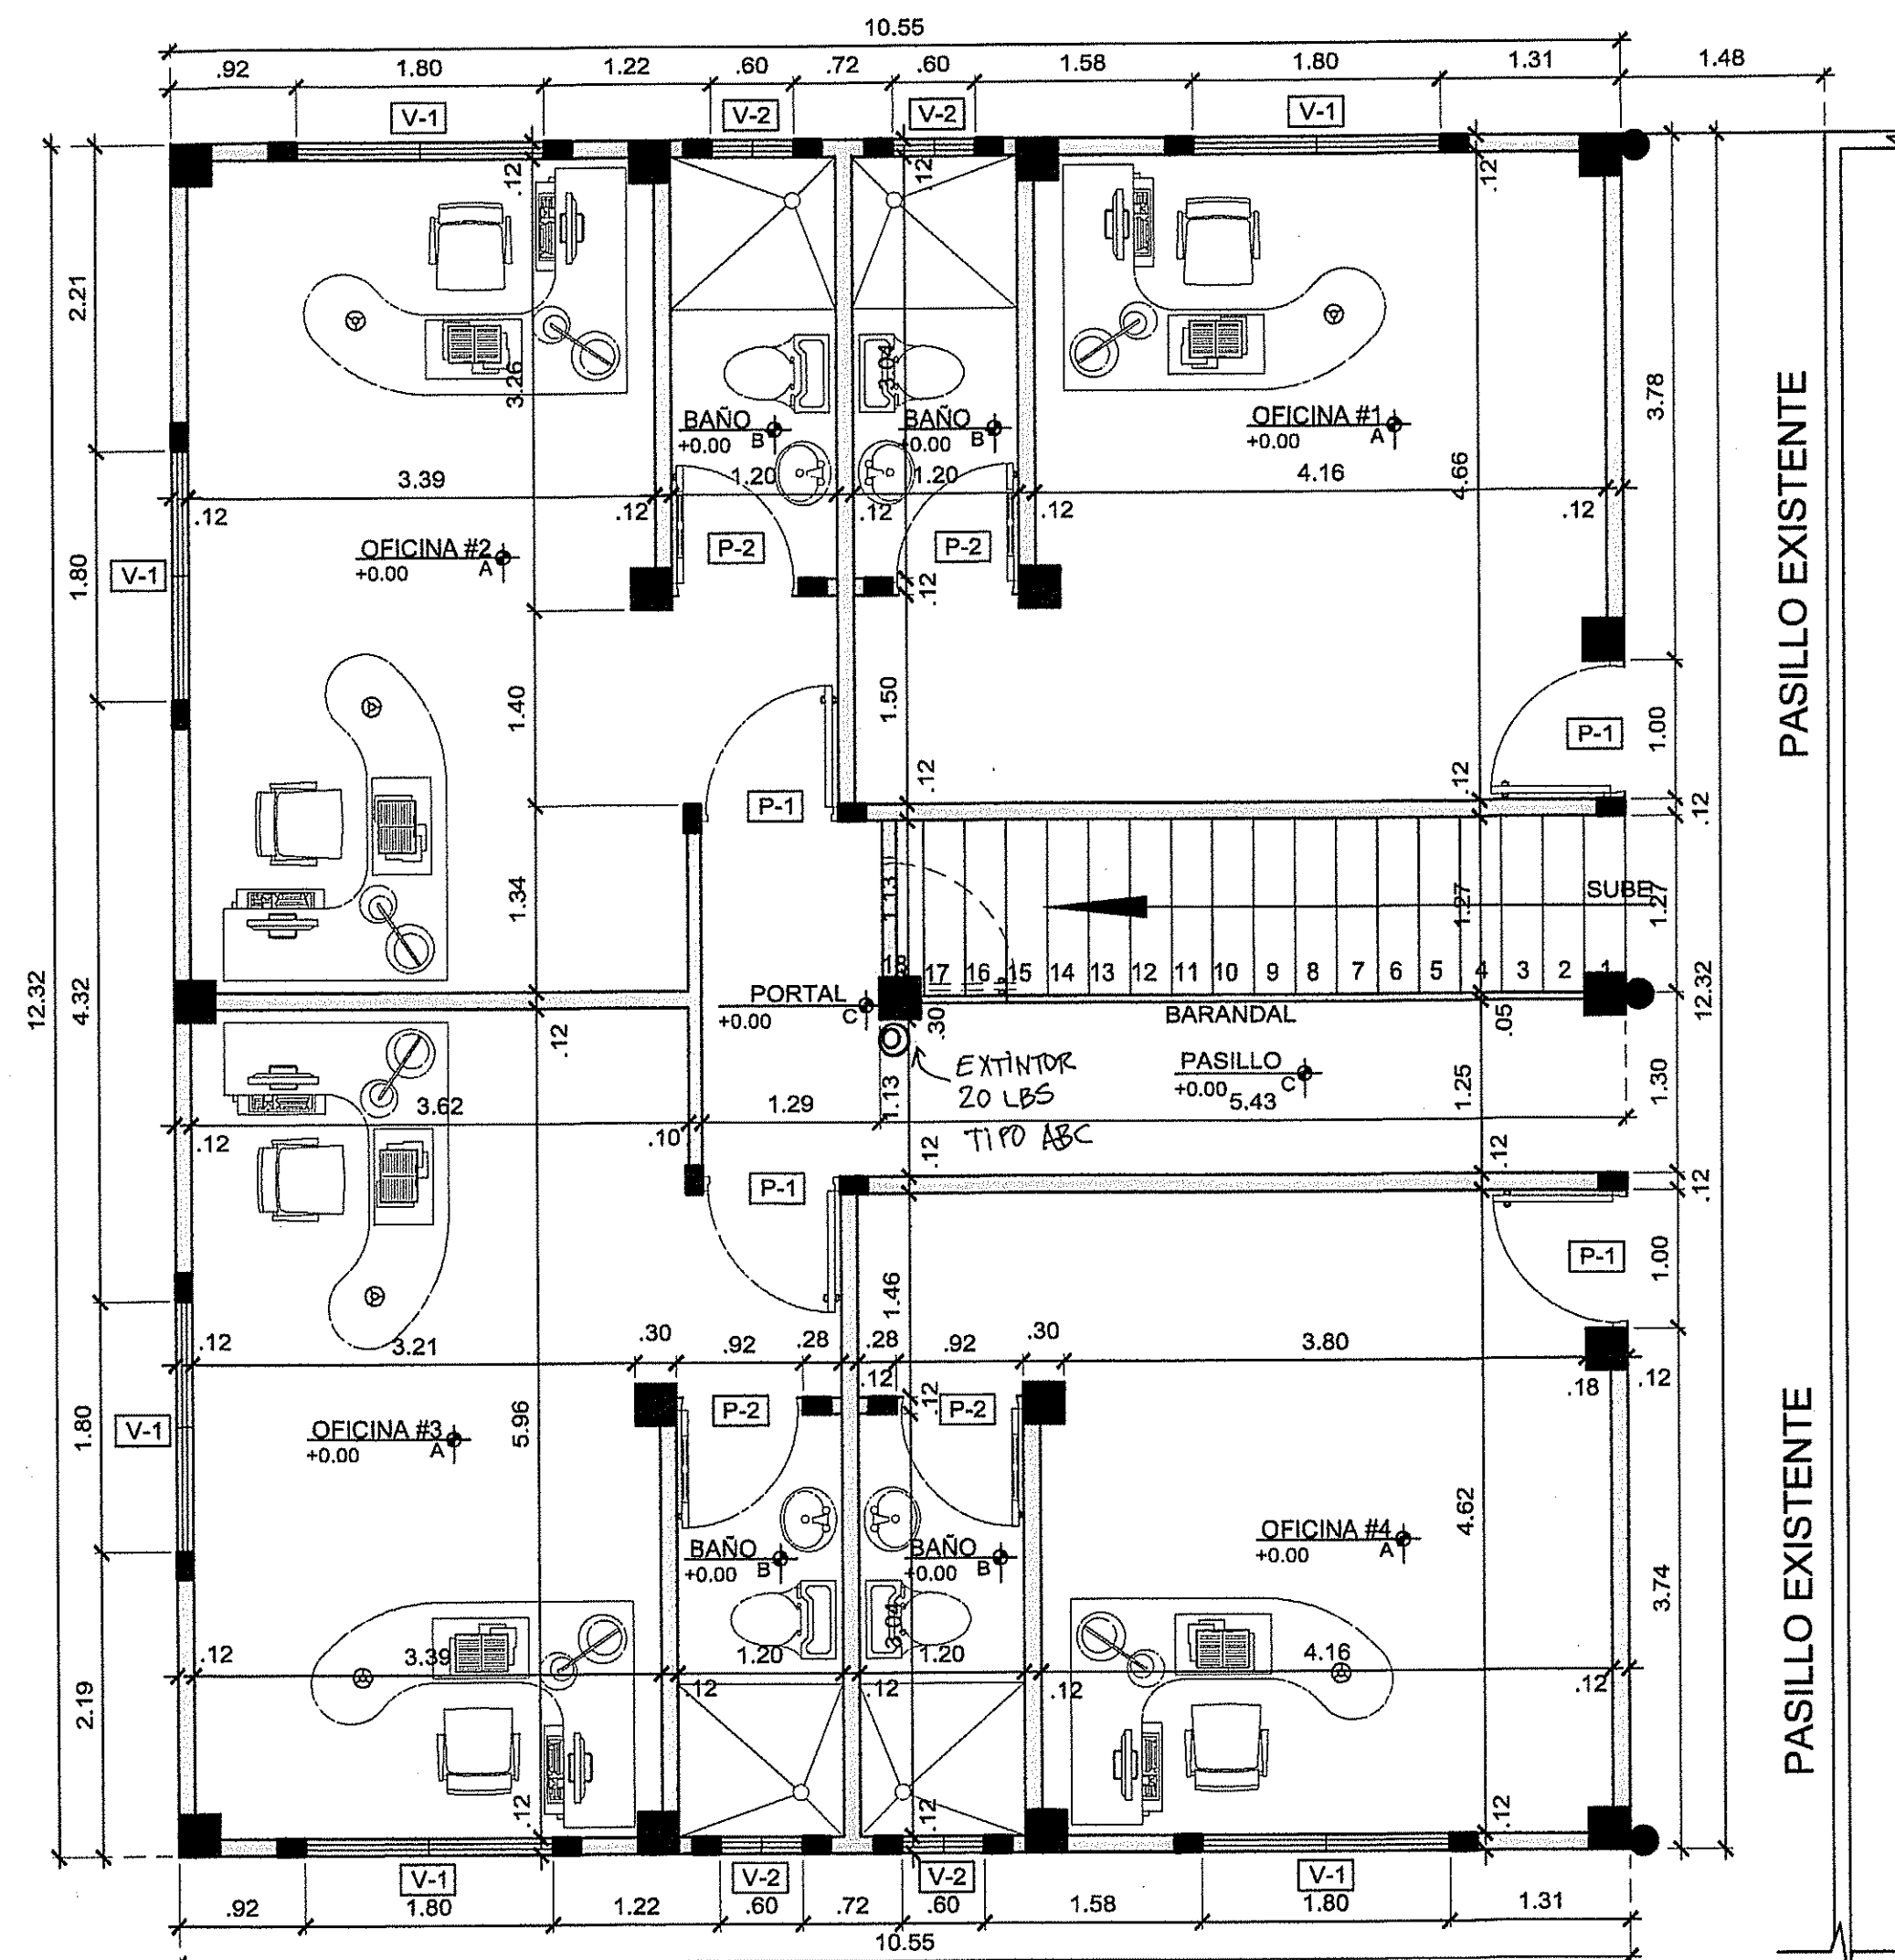 10.55
.92 1.80 1.22 .60 .72 .60 1.58 1.80 1.31 1.48
V-1 V-2 V-2 V-1
.12 .12 .12
2.21
3.26
3.04
3.78
PASILLO EXISTENTE
BAÑO
+0.00 B
BAÑO
+0.00 B
OFICINA #1
+0.00 A
3.39 1.20 1.20 4.16 4.66
.12 .12 .12 .12 .12
OFICINA #2
+0.00 A
P-2 P-2
V-1
1.80
.12
1.40
1.50
P-1
1.00
.12 .12
P-1
.12
1.34
1.13
1.27
SUBE
1.27
18 17 16 15 14 13 12 11 10 9 8 7 6 5 4 3 2 1
12.32
4.32
12.32
PORTAL
+0.00 C
BARANDAL
.30
.05
.12
EXTINTOR
20 LBS
TIPO ABC
PASILLO
+0.00 C
5.43
1.25
1.30
3.62 1.29 1.13
.12 .10
.12 .12 .12
P-1
P-1
1.00
1.46
.12 3.21 .30 .92 .28 .28 .92 .30 3.80
.12 .12 .18 .12
V-1
1.80
P-2 P-2
OFICINA #3
+0.00 A
5.96
4.62
OFICINA #4
+0.00 A
BAÑO
+0.00 B
BAÑO
+0.00 B
3.74
PASILLO EXISTENTE
3.04
.12 3.39 1.20 1.20 4.16
.12 .12 .12 .12
2.19
.12 .12 .12
V-1 V-2 V-2 V-1
.92 1.80 1.22 .60 .72 .60 1.58 1.80 1.31
10.55